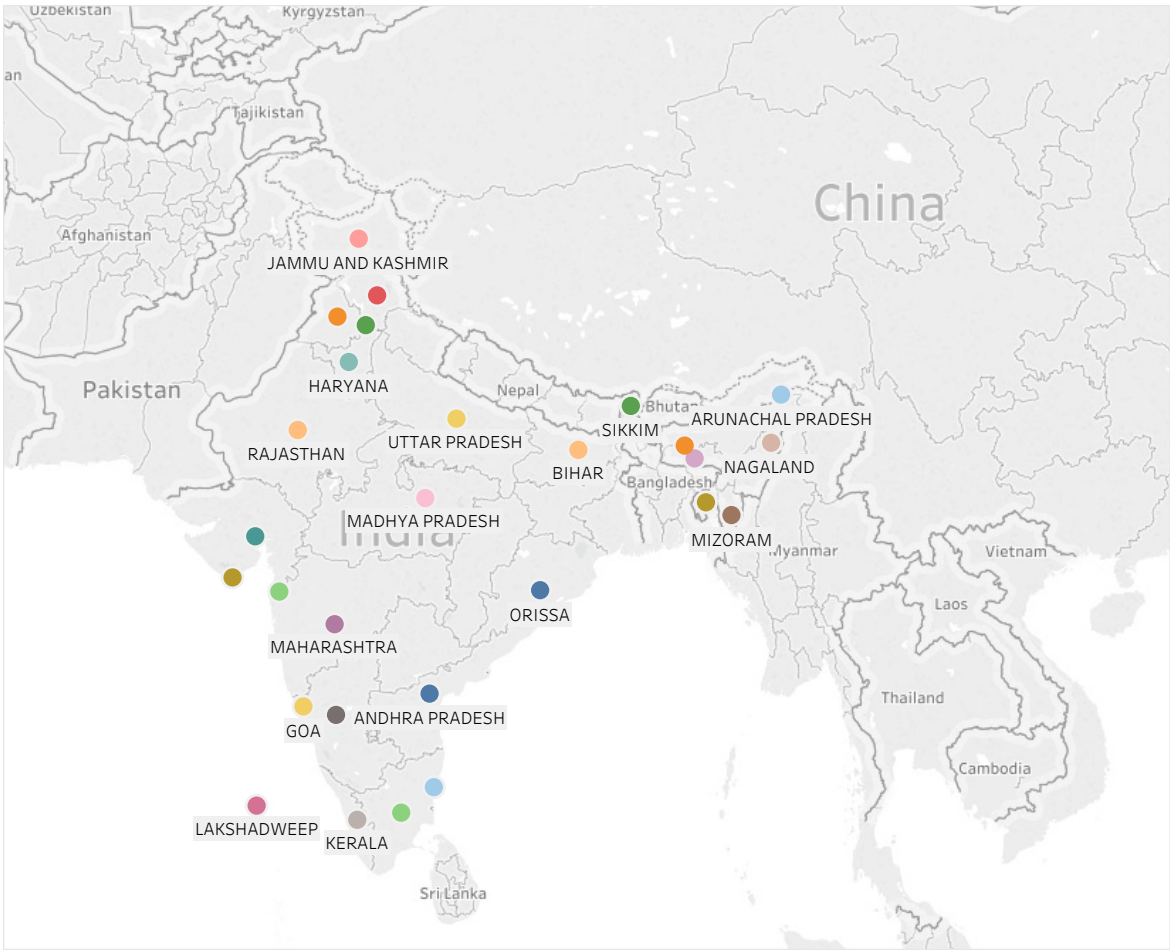 Uzbekistan
Kyrgyzstan
an
Tajikistan
China
Afghanistan
JAMMU AND KASHMIR
Pakistan
HARYANA
Nepal
Bhutan
ARUNACHAL PRADESH
SIKKIM
UTTAR PRADESH
RAJASTHAN
BIHAR
NAGALAND
Bangladesh
MADHYA PRADESH
India
MIZORAM
Myanmar
Vietnam
Laos
ORISSA
MAHARASHTRA
Thailand
ANDHRA PRADESH
GOA
Cambodia
LAKSHADWEEP
KERALA
Sri Lanka